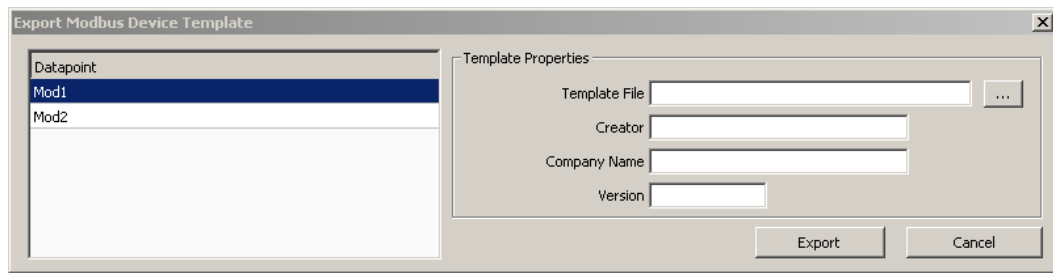 Export Modbus Device Template
Datapoint
Mod1
Mod2
Template Properties
Template File
...
Creator
Company Name
Version
Export
Cancel